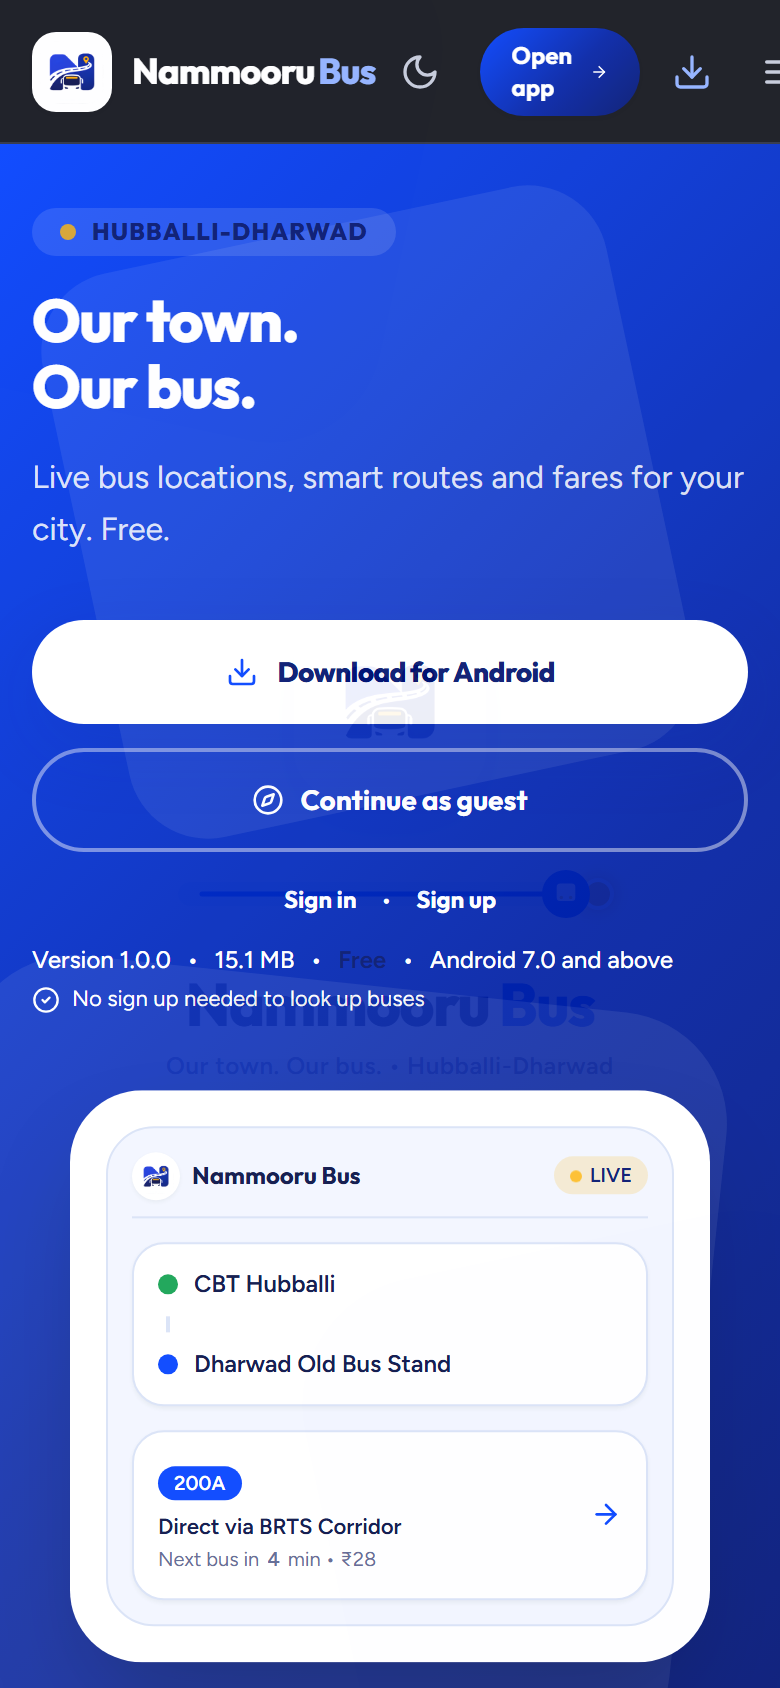 Nammooru Bus
Open
app
HUBBALLI-DHARWAD
Our town.
Our bus.
Live bus locations, smart routes and fares for your
city. Free.
Download for Android
Continue as guest
Sign in • Sign up
Version 1.0.0 • 15.1 MB • Free • Android 7.0 and above
No sign up needed to look up buses
Nammooru Bus
Our town. Our bus. • Hubballi-Dharwad
Nammooru Bus
LIVE
CBT Hubballi
Dharwad Old Bus Stand
200A
Direct via BRTS Corridor
Next bus in 4 min • ₹28